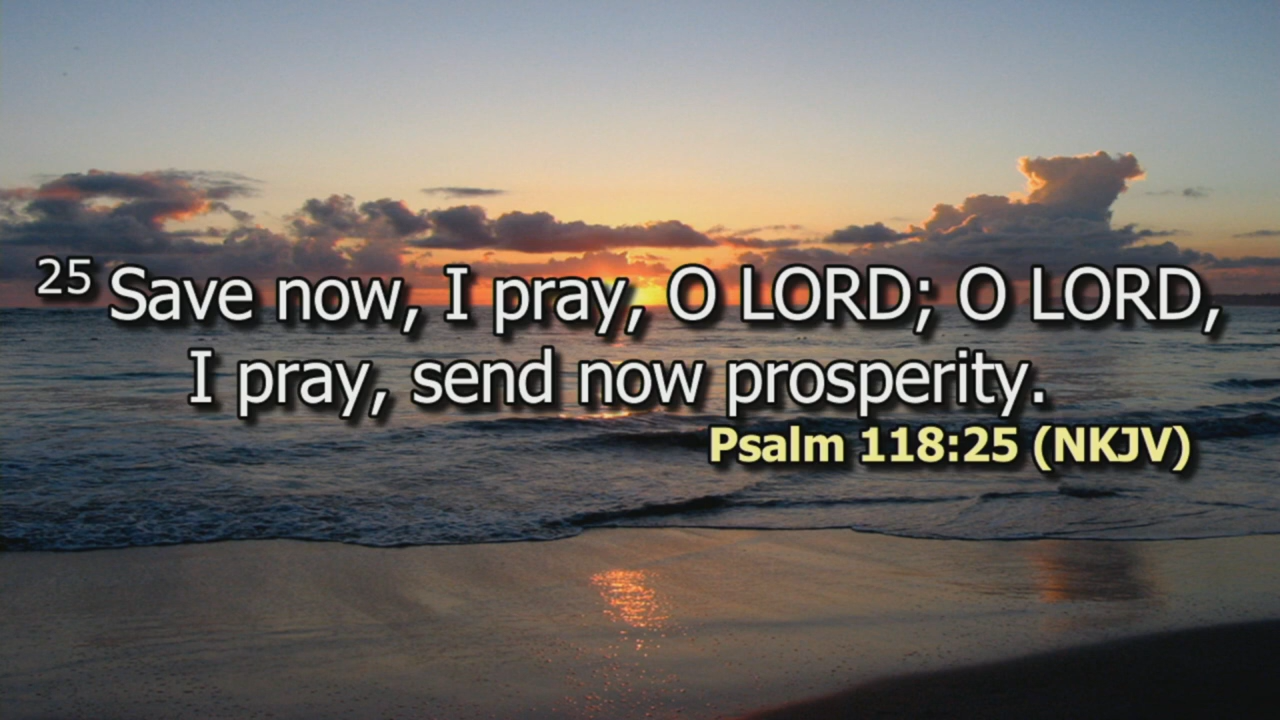 25 Save now, I pray, O LORD; O LORD,
I pray, send now prosperity.
Psalm 118:25 (NKJV)